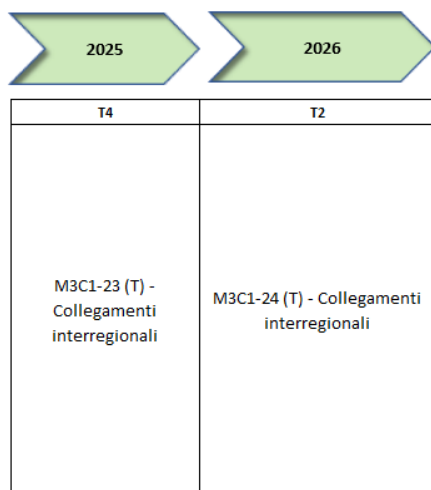 2025
2026
T4
T2
M3C1-23 (T) -
Collegamenti
interregionali
M3C1-24 (T) - Collegamenti
interregionali